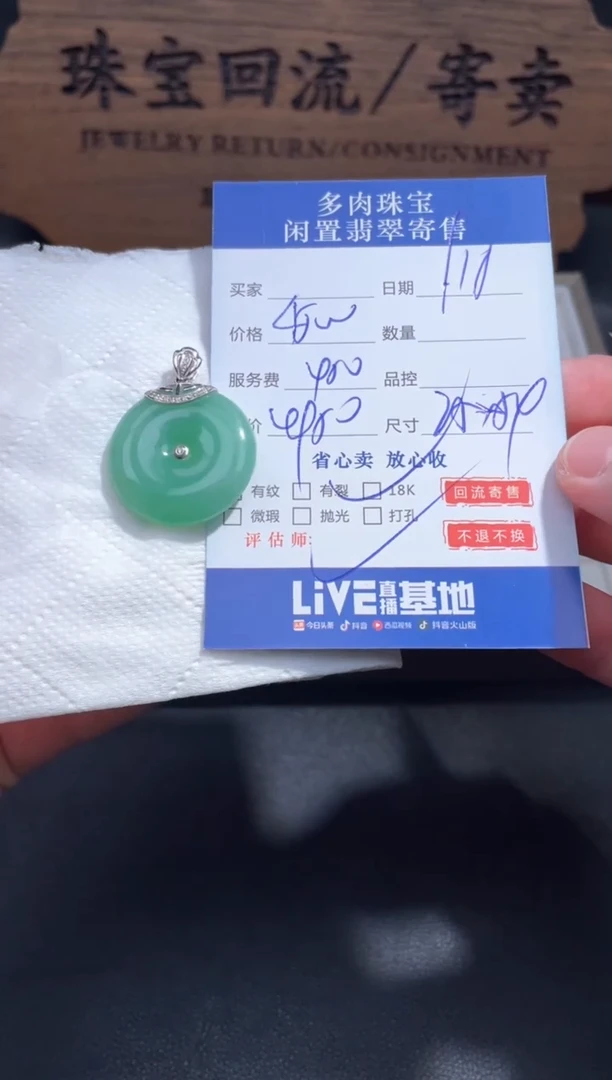 珠宝回流/寄卖
JEWELRY RETURN/CONSIGNMENT
多肉珠宝
闲置翡翠寄售
买家 日期
价格 数量
服务费 品控
价 尺寸
省心卖 放心收
有纹 有裂 18K 回流寄售
微瑕 抛光 打孔 不退不换
评估师:
LiVE直播基地
今日头条 抖音 西瓜视频 抖音火山版